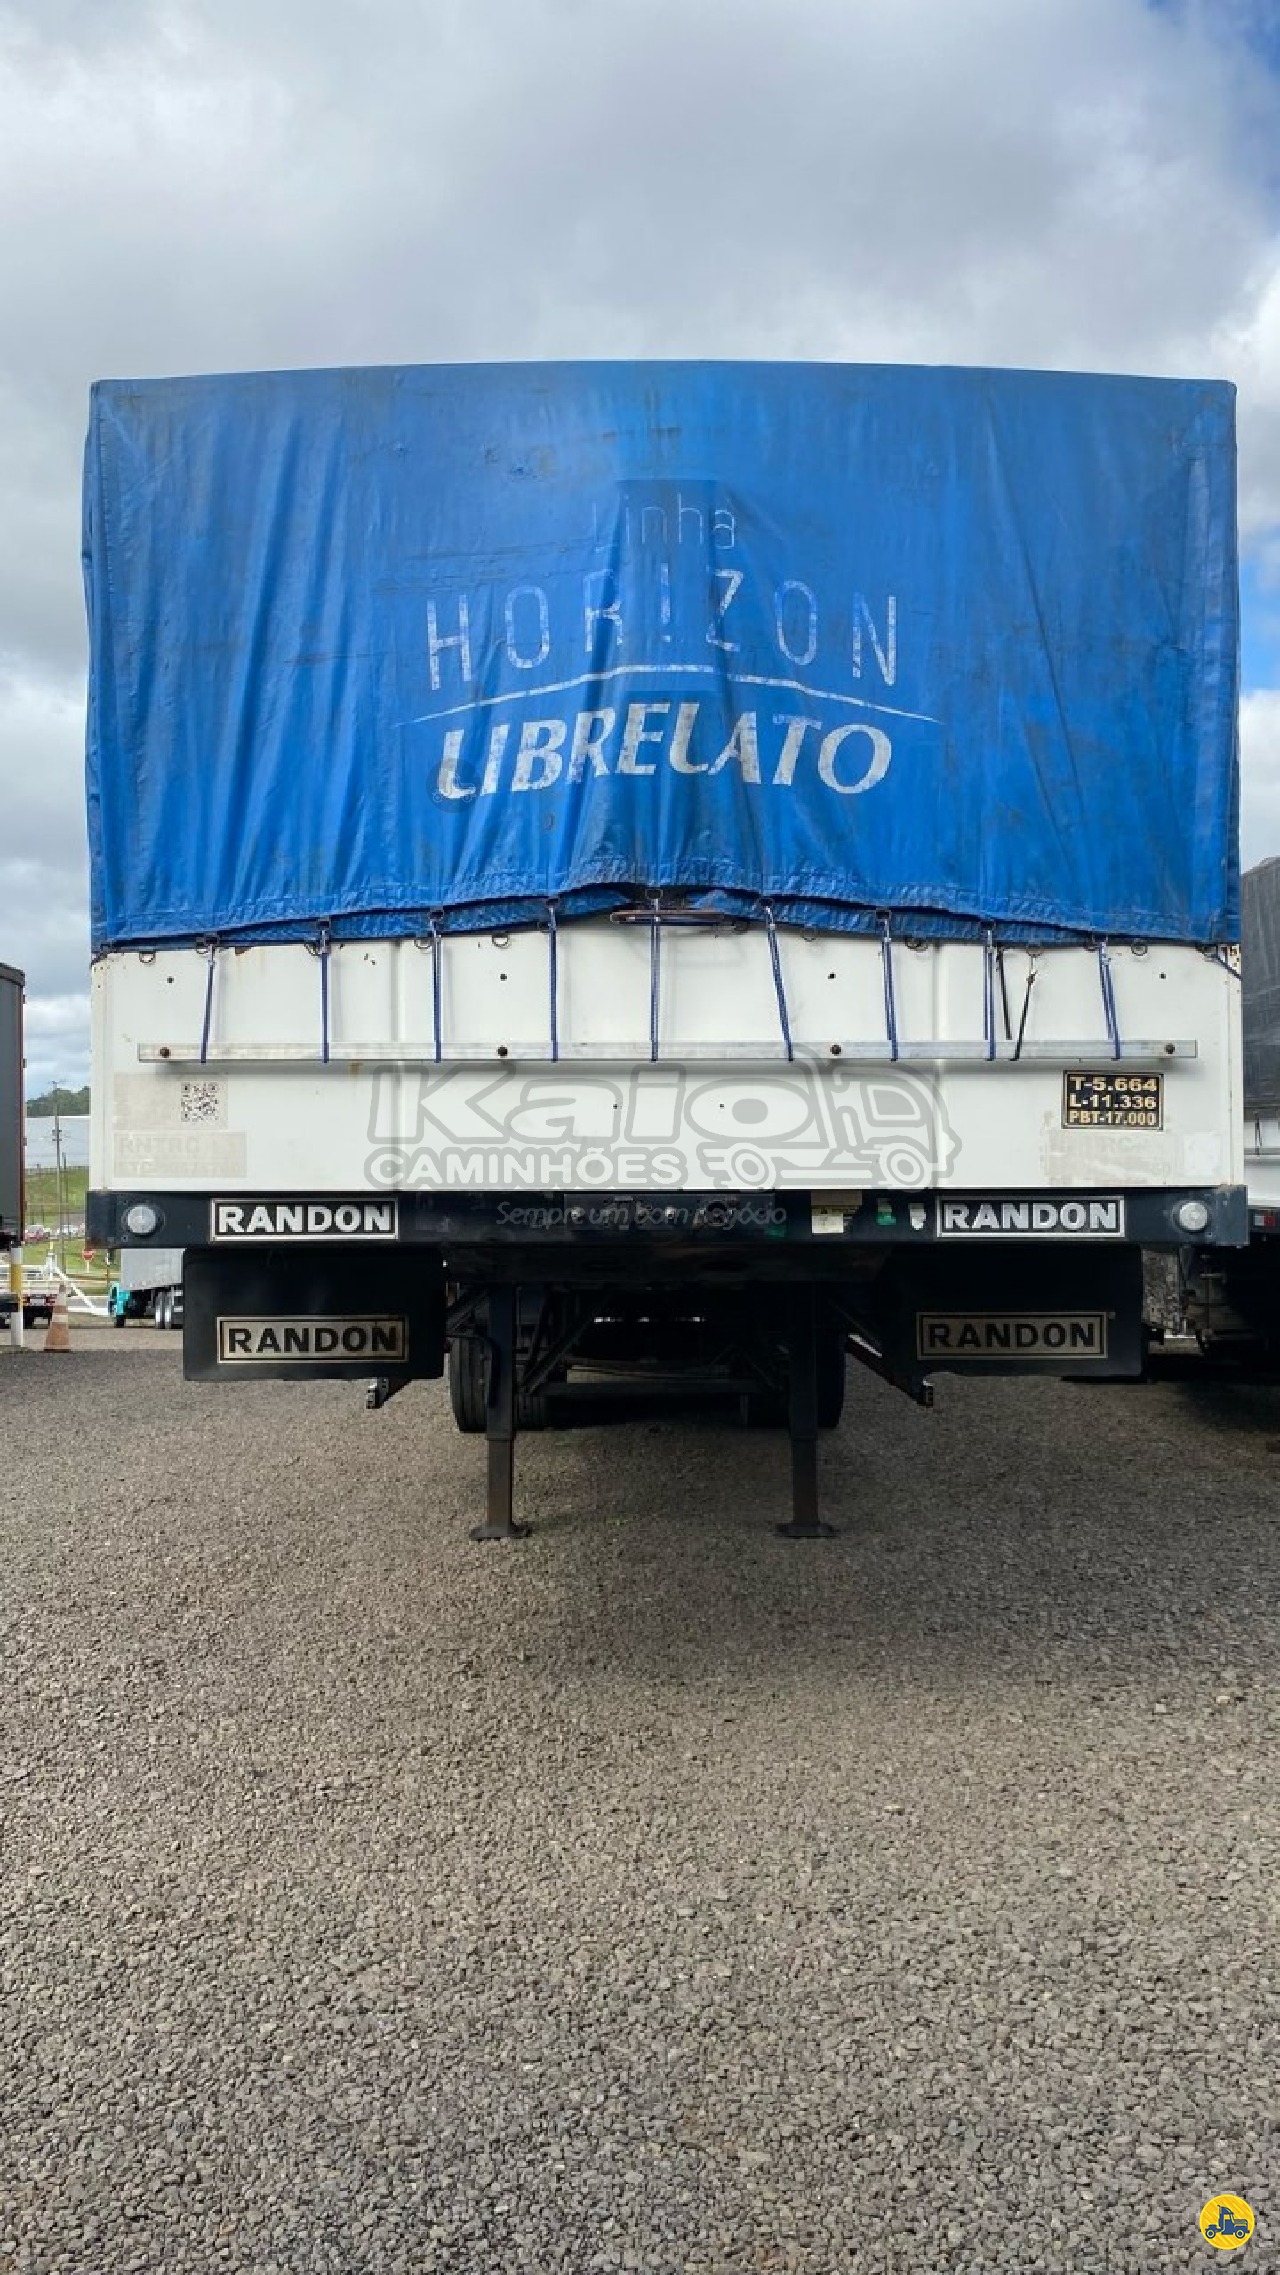 Linha
HORIZON
LIBRELATO
T-5.664
L-11.336
PBT-17.000
Kaio
CAMINHÕES
RNTRC
RANDON
Sempre um bom negócio
RANDON
RANDON
RANDON